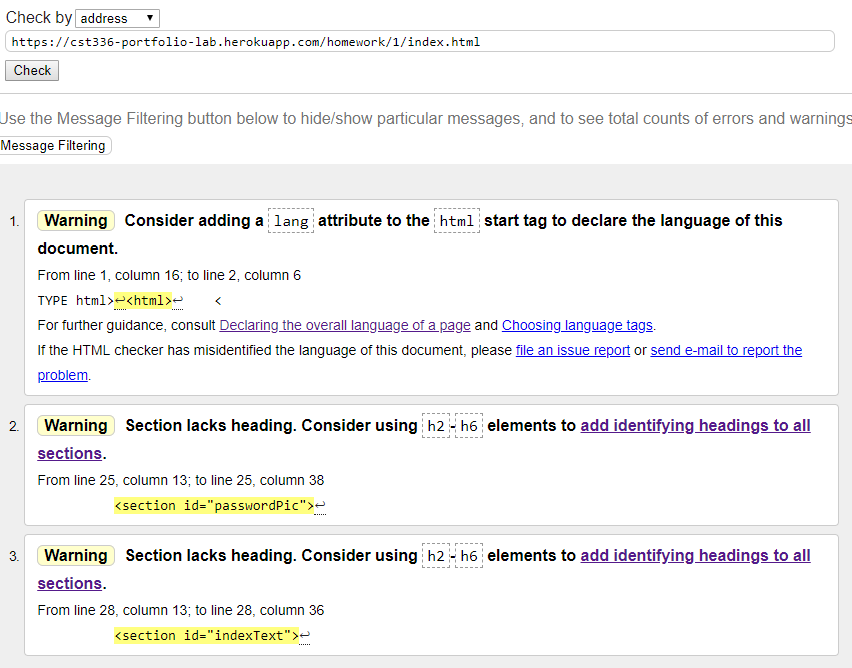 Check by address
https://cst336-portfolio-lab.herokuapp.com/homework/1/index.html
Check
Use the Message Filtering button below to hide/show particular messages, and to see total counts of errors and warnings
Message Filtering
1. Warning Consider adding a lang attribute to the html start tag to declare the language of this
document.
From line 1, column 16; to line 2, column 6
TYPE html>↩<html>↩    <
For further guidance, consult Declaring the overall language of a page and Choosing language tags.
If the HTML checker has misidentified the language of this document, please file an issue report or send e-mail to report the
problem.
2. Warning Section lacks heading. Consider using h2-h6 elements to add identifying headings to all
sections.
From line 25, column 13; to line 25, column 38
<section id="passwordPic">↩
3. Warning Section lacks heading. Consider using h2-h6 elements to add identifying headings to all
sections.
From line 28, column 13; to line 28, column 36
<section id="indexText">↩